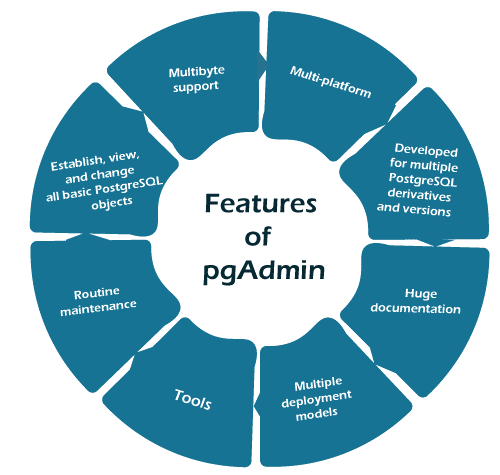 Features
of
pgAdmin
Multi-platform
Developed
for multiple
PostgreSQL
derivatives
and versions
Huge
documentation
Multiple
deployment
models
Tools
Routine
maintenance
Establish, view,
and change
all basic PostgreSQL
objects
Multibyte
support